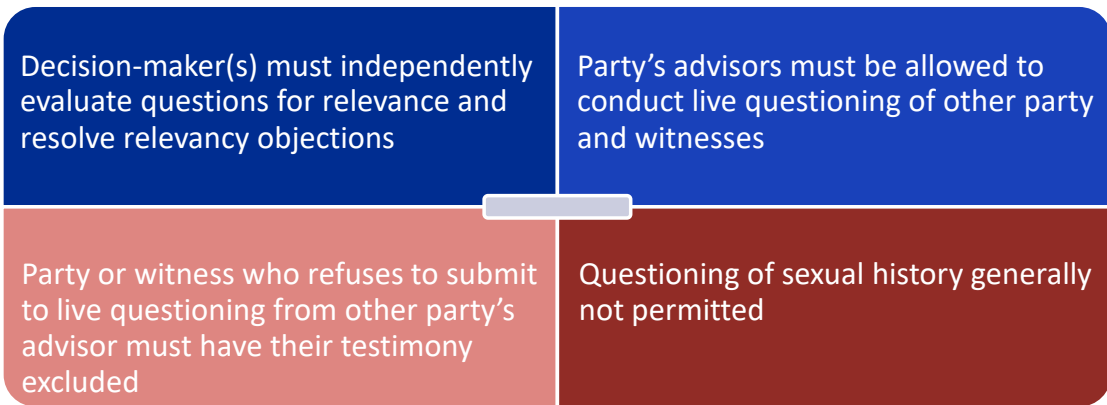 Decision-maker(s) must independently
evaluate questions for relevance and
resolve relevancy objections
Party's advisors must be allowed to
conduct live questioning of other party
and witnesses
Party or witness who refuses to submit
to live questioning from other party's
advisor must have their testimony
excluded
Questioning of sexual history generally
not permitted